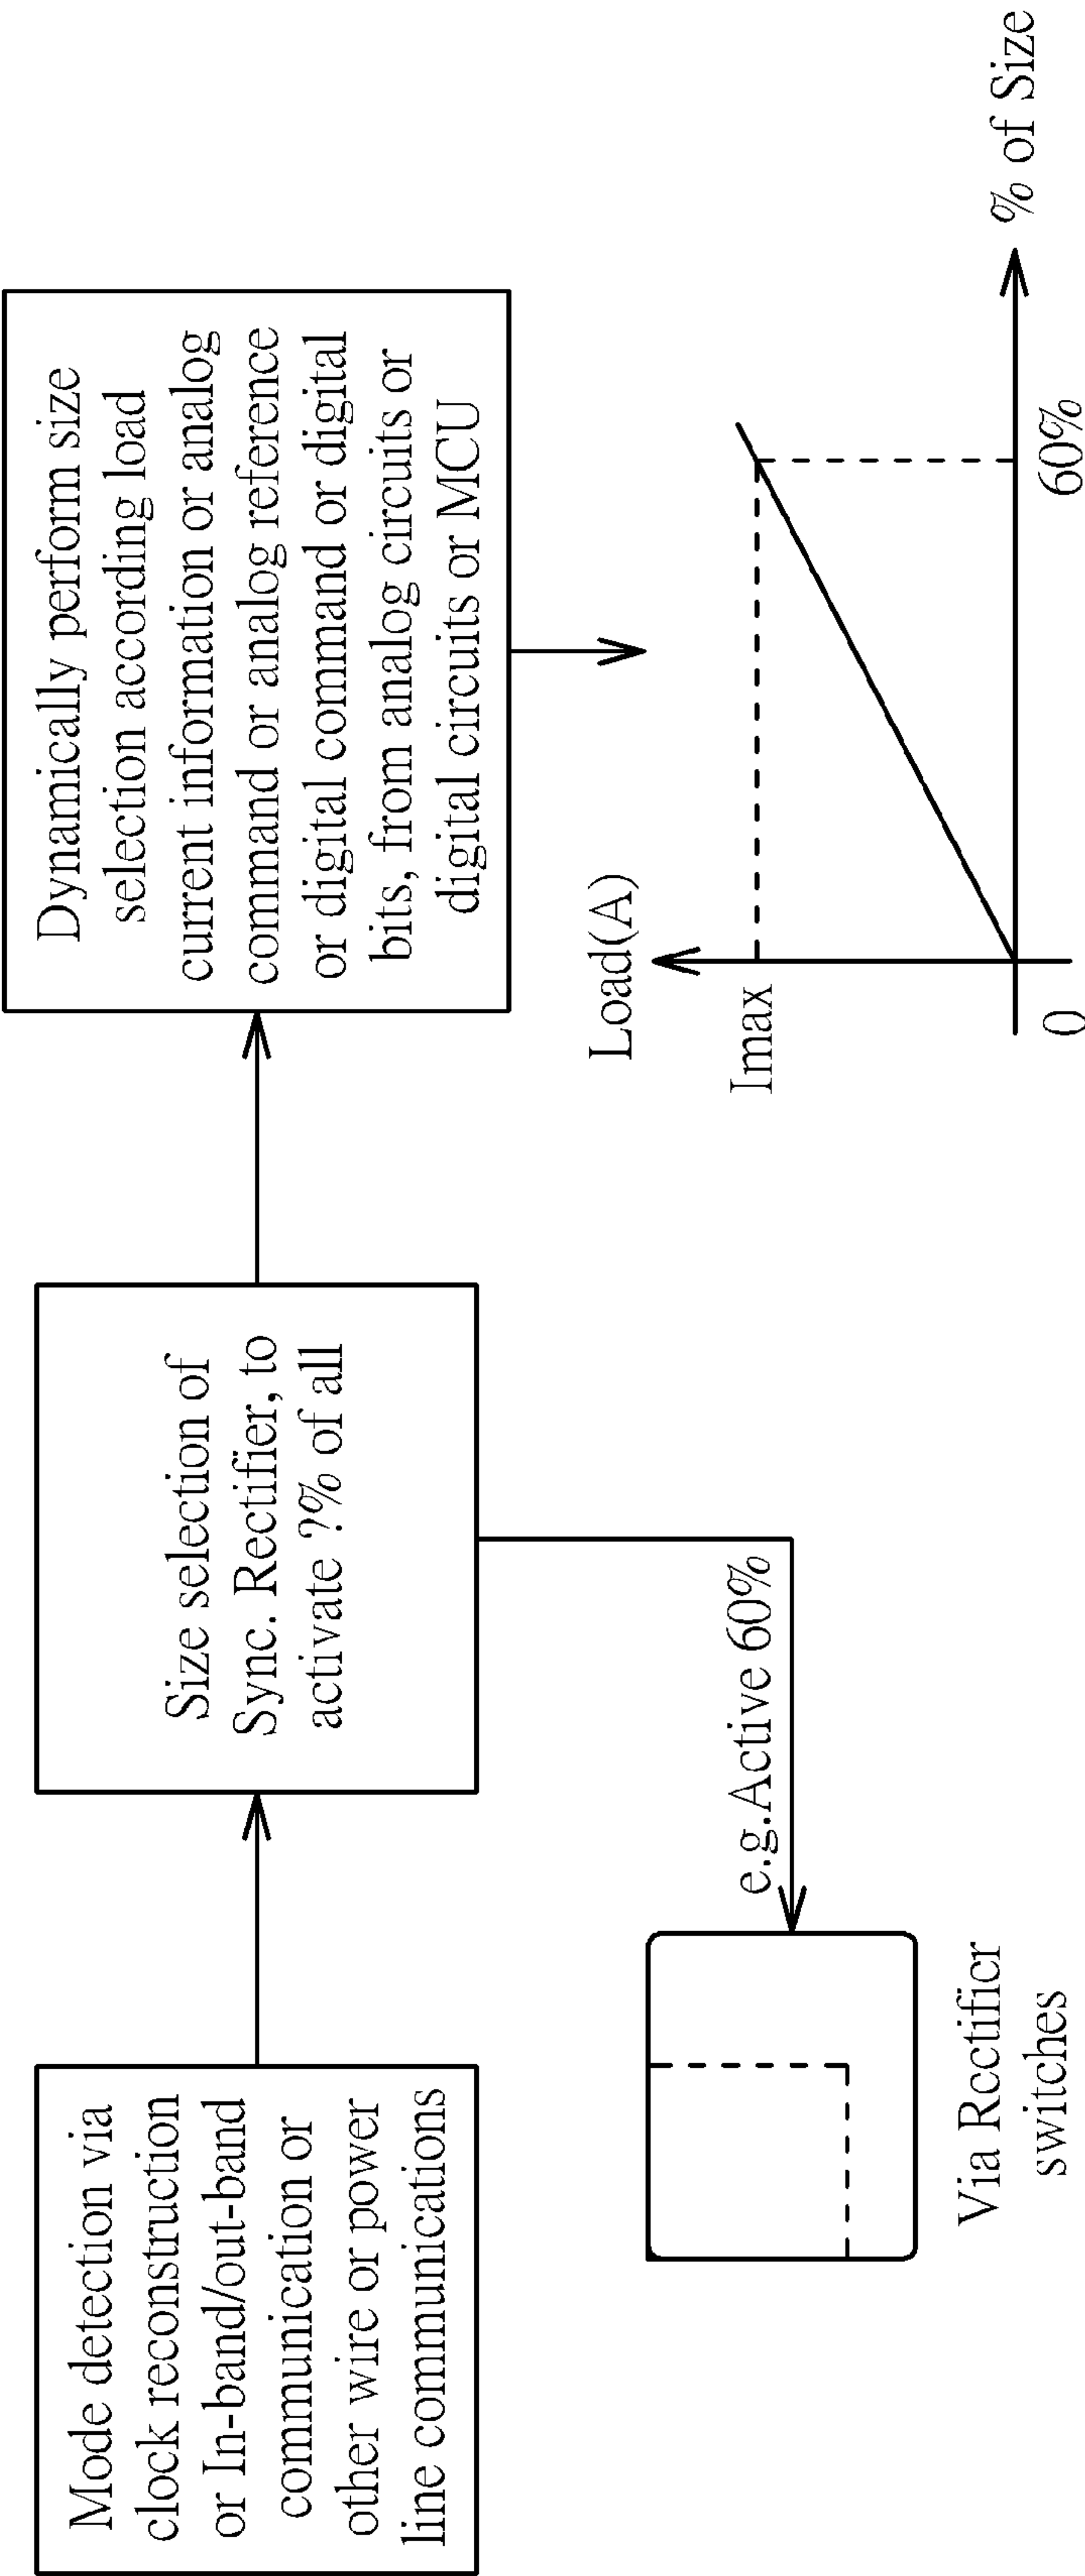 Mode detection via
clock reconstruction
or In-band/out-band
communication or
other wire or power
line communications
Size selection of
Sync. Rectifier, to
activate ?% of all
Dynamically perform size
selection according load
current information or analog
command or analog reference
or digital command or digital
bits, from analog circuits or
digital circuits or MCU
e.g.Active 60%
Via Rectifier
switches
Load(A)
Imax
0
60%
% of Size